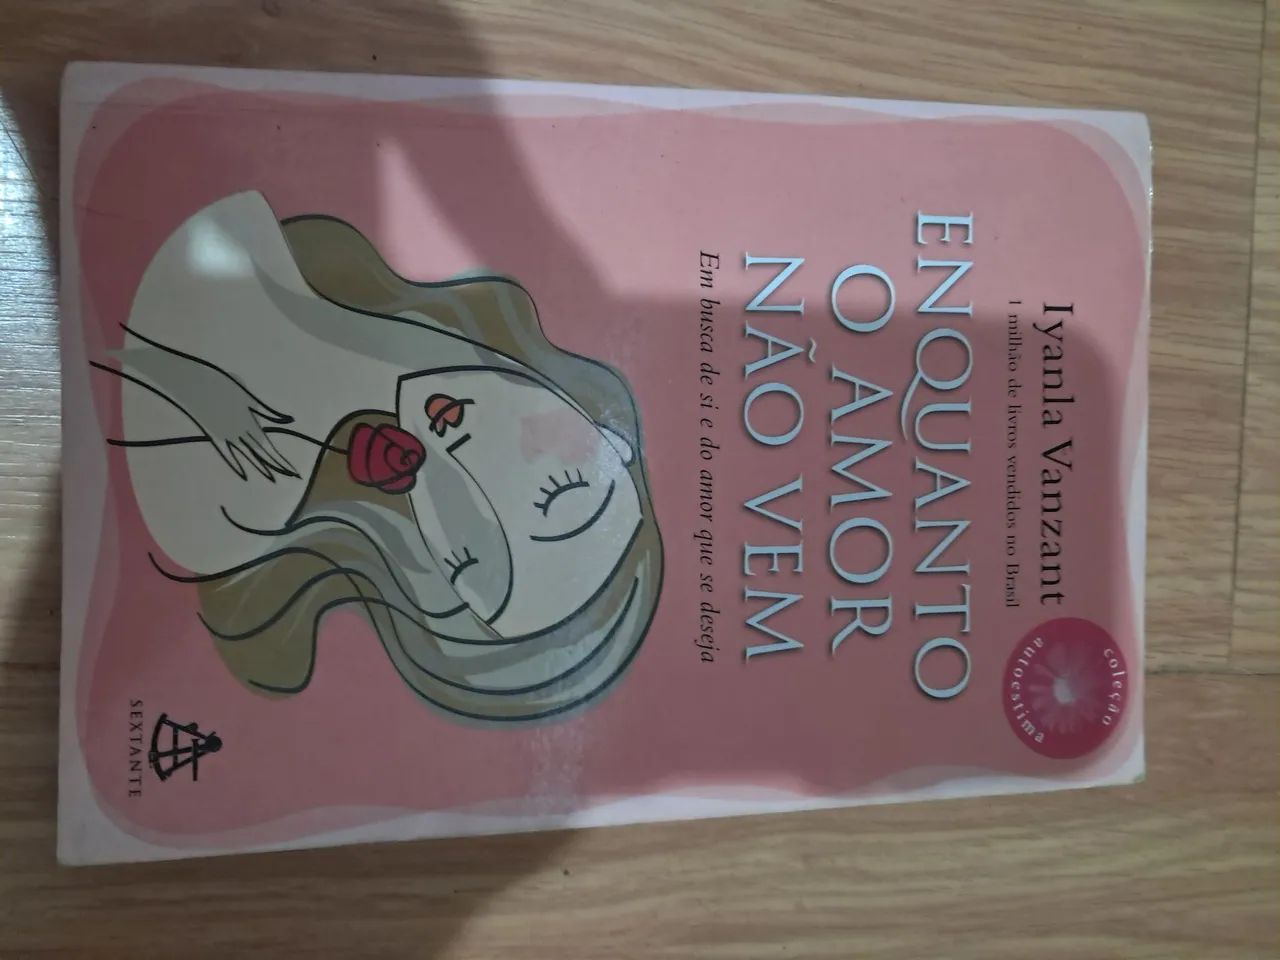 Iyanla Vanzant
1 milhão de livros vendidos no Brasil
coleção
autoestima
ENQUANTO
O AMOR
NÃO VEM
Em busca de si e do amor que se deseja
SEXTANTE